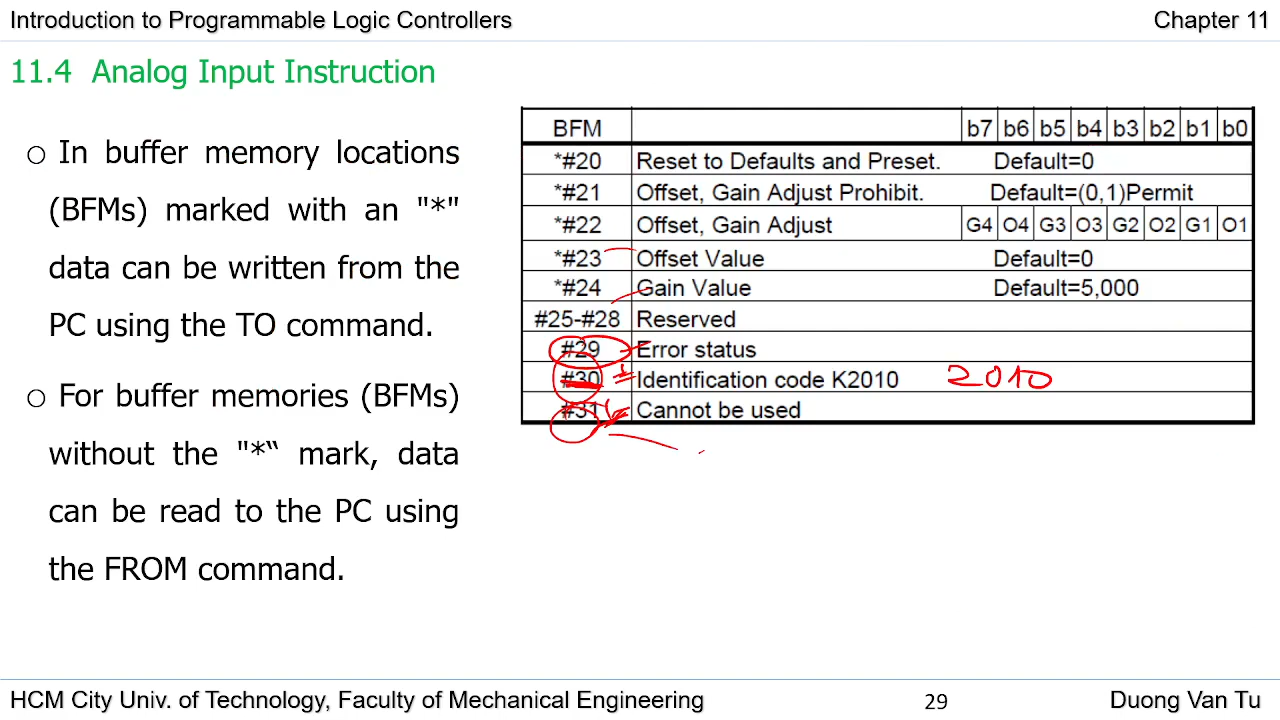 Introduction to Programmable Logic Controllers Chapter 11
11.4 Analog Input Instruction
○ In buffer memory locations
(BFMs) marked with an "*"
data can be written from the
PC using the TO command.
○ For buffer memories (BFMs)
without the "*“ mark, data
can be read to the PC using
the FROM command.
BFM b7 b6 b5 b4 b3 b2 b1 b0
*#20 Reset to Defaults and Preset. Default=0
*#21 Offset, Gain Adjust Prohibit. Default=(0,1)Permit
*#22 Offset, Gain Adjust G4 O4 G3 O3 G2 O2 G1 O1
*#23 Offset Value Default=0
*#24 Gain Value Default=5,000
#25-#28 Reserved
#29 Error status
#30 Identification code K2010 2010
#31 Cannot be used
HCM City Univ. of Technology, Faculty of Mechanical Engineering 29 Duong Van Tu